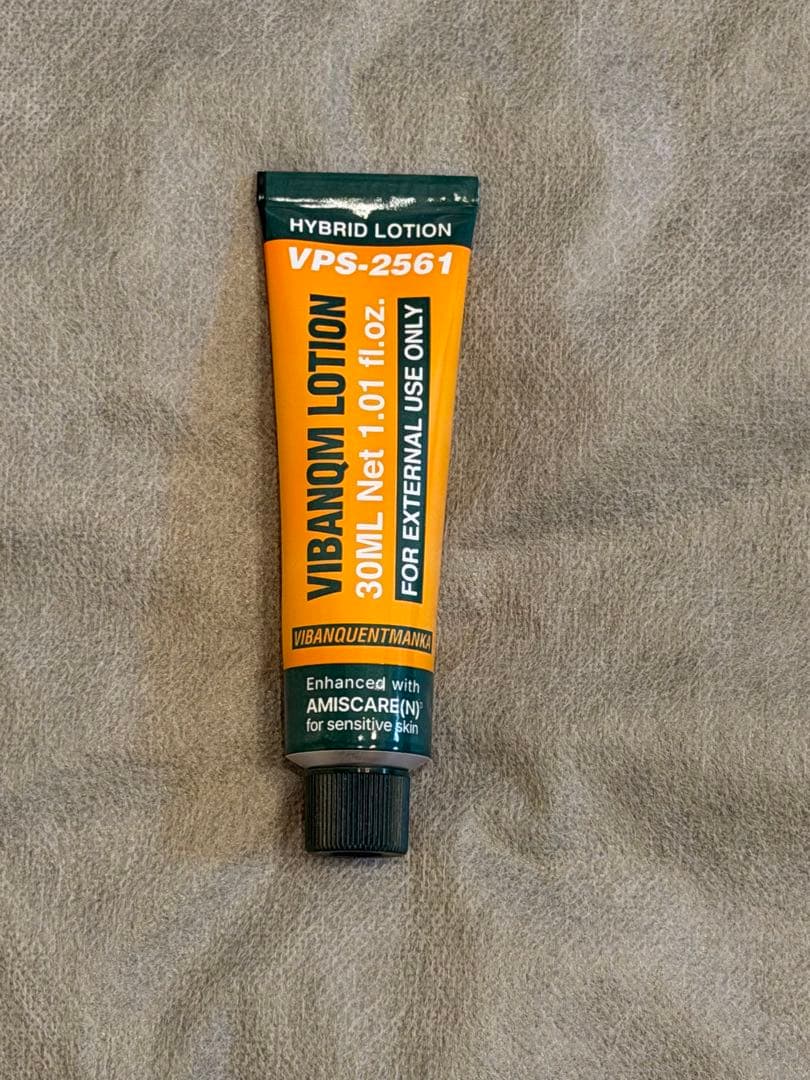 HYBRID LOTION
VPS-2561
VIBANQM LOTION
30ML Net 1.01 fl.oz.
FOR EXTERNAL USE ONLY
VIBANQUENTMANKA
Enhanced with
AMISCARE(N)
for sensitive skin